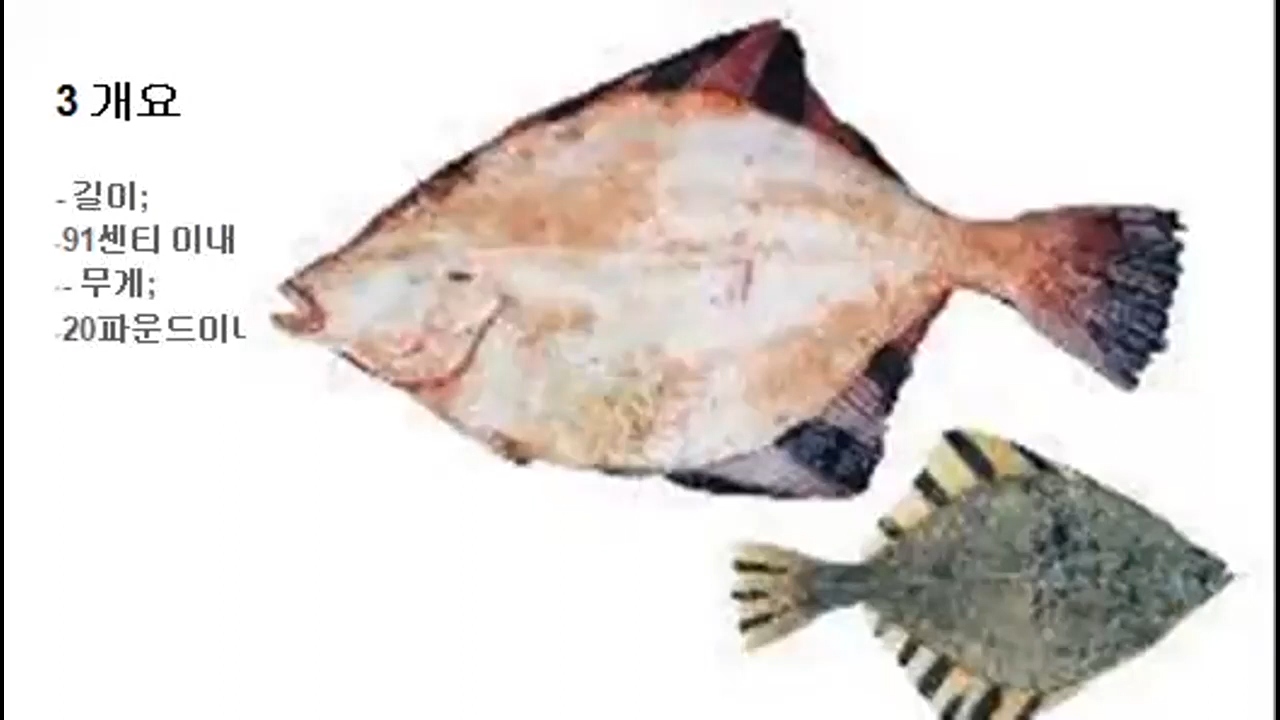 3 개요
- 길이;
-91센티 이내
-- 무게;
-20파운드이